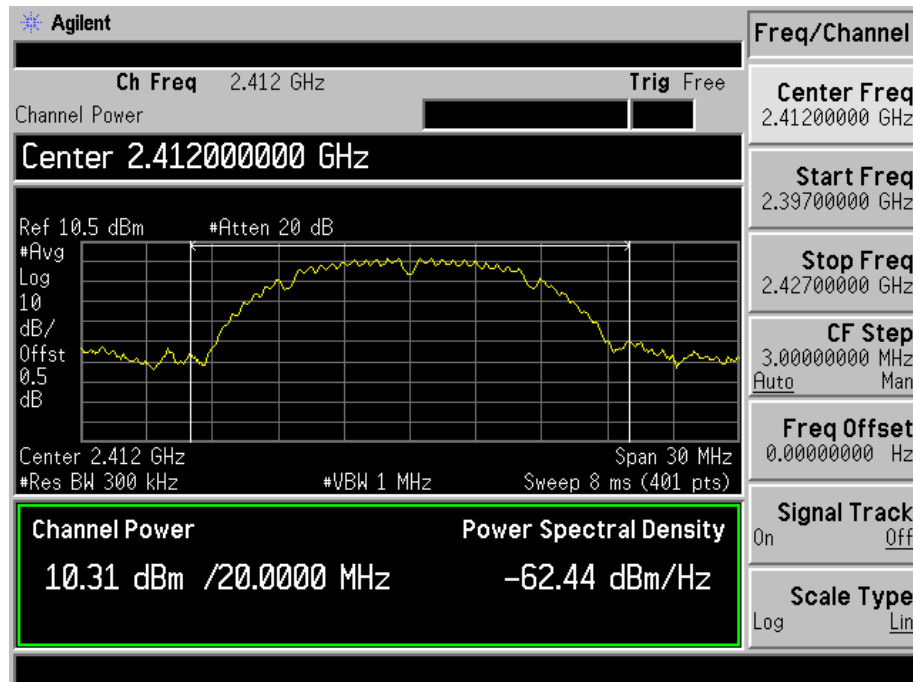 Agilent
Freq/Channel
Ch Freq 2.412 GHz Trig Free
Channel Power
Center 2.412000000 GHz
Ref 10.5 dBm #Atten 20 dB
#Avg
Log
10
dB/
Offst
0.5
dB
Center 2.412 GHz Span 30 MHz
#Res BW 300 kHz #VBW 1 MHz Sweep 8 ms (401 pts)
Channel Power Power Spectral Density
10.31 dBm /20.0000 MHz -62.44 dBm/Hz
Center Freq
2.41200000 GHz
Start Freq
2.39700000 GHz
Stop Freq
2.42700000 GHz
CF Step
3.00000000 MHz
Auto Man
Freq Offset
0.00000000 Hz
Signal Track
On Off
Scale Type
Log Lin